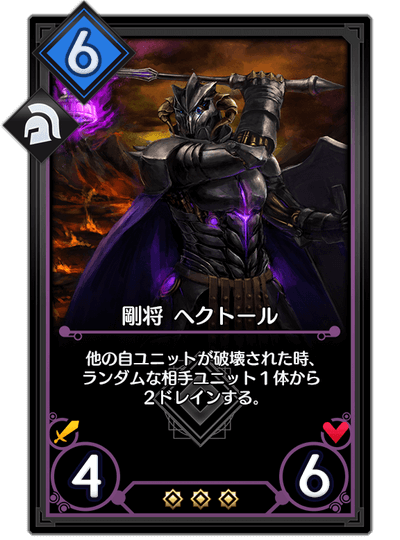 6
剛将 ヘクトール
他の自ユニットが破壊された時、
ランダムな相手ユニット1体から
2ドレインする。
4
6